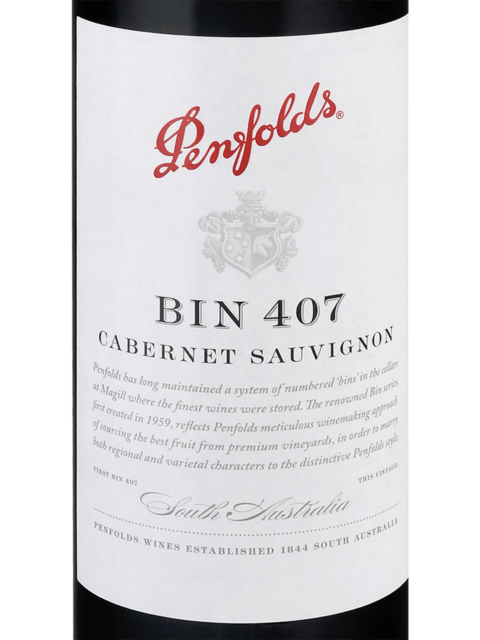 Penfolds®
BIN 407
CABERNET SAUVIGNON
Penfolds has long maintained a system of numbered 'bins' in the cellars
at Magill where the finest wines were stored. The renowned Bin series,
first created in 1959, reflects Penfolds meticulous winemaking approach
of sourcing the best fruit from premium vineyards, in order to marry
both regional and varietal characters to the distinctive Penfolds style.
FIRST BIN 407 THIS VINTAGE
South Australia
PENFOLDS WINES ESTABLISHED 1844 SOUTH AUSTRALIA